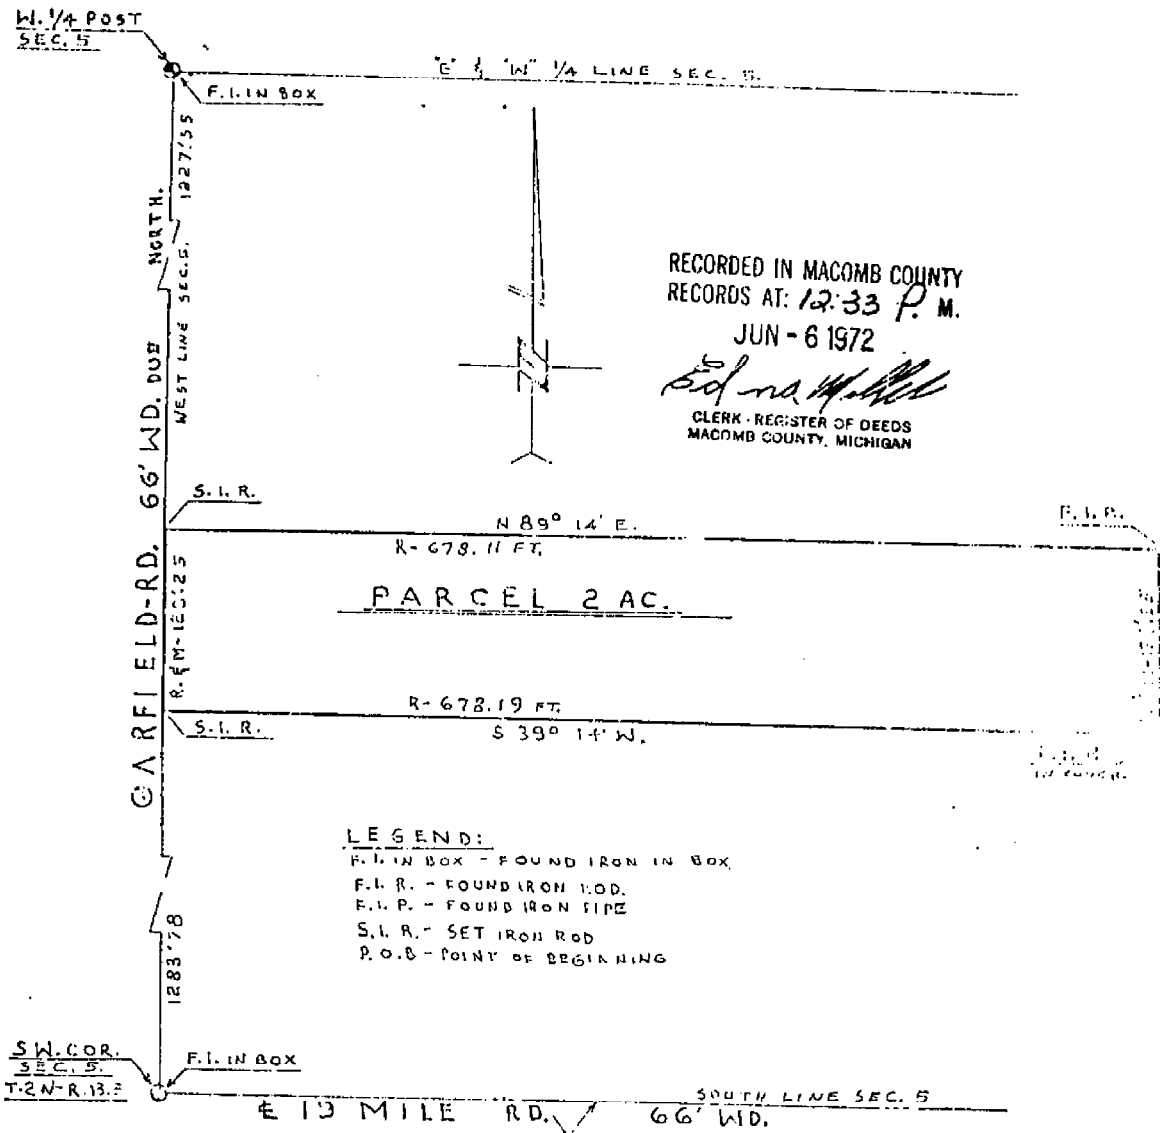 W. 1/4 POST
SEC. 5
"E" & "W" 1/4 LINE SEC. 5.
F.I. IN BOX
1227.55
NORTH.
WEST LINE SEC. 5.
66' WD. DUE
RECORDED IN MACOMB COUNTY
RECORDS AT: 12:33 P. M.
JUN - 6 1972
CLERK - REGISTER OF DEEDS
MACOMB COUNTY, MICHIGAN
S.I.R.
N 89° 14' E.
R- 678.11 FT.
PARCEL 2 AC.
GARFIELD-RD.
R. & M-
R- 678.19 FT.
S.I.R.
LEGEND:
F.I. IN BOX - FOUND IRON IN BOX
F.I.R. - FOUND IRON ROD.
F.I.P. - FOUND IRON PIPE
S.I.R. - SET IRON ROD
P.O.B - POINT OF BEGINNING
1283.78
SW. COR.
SEC. 5.
T.2 N-R.13.E
F.I. IN BOX
SOUTH LINE SEC. 5
MILE RD. 66' WD.